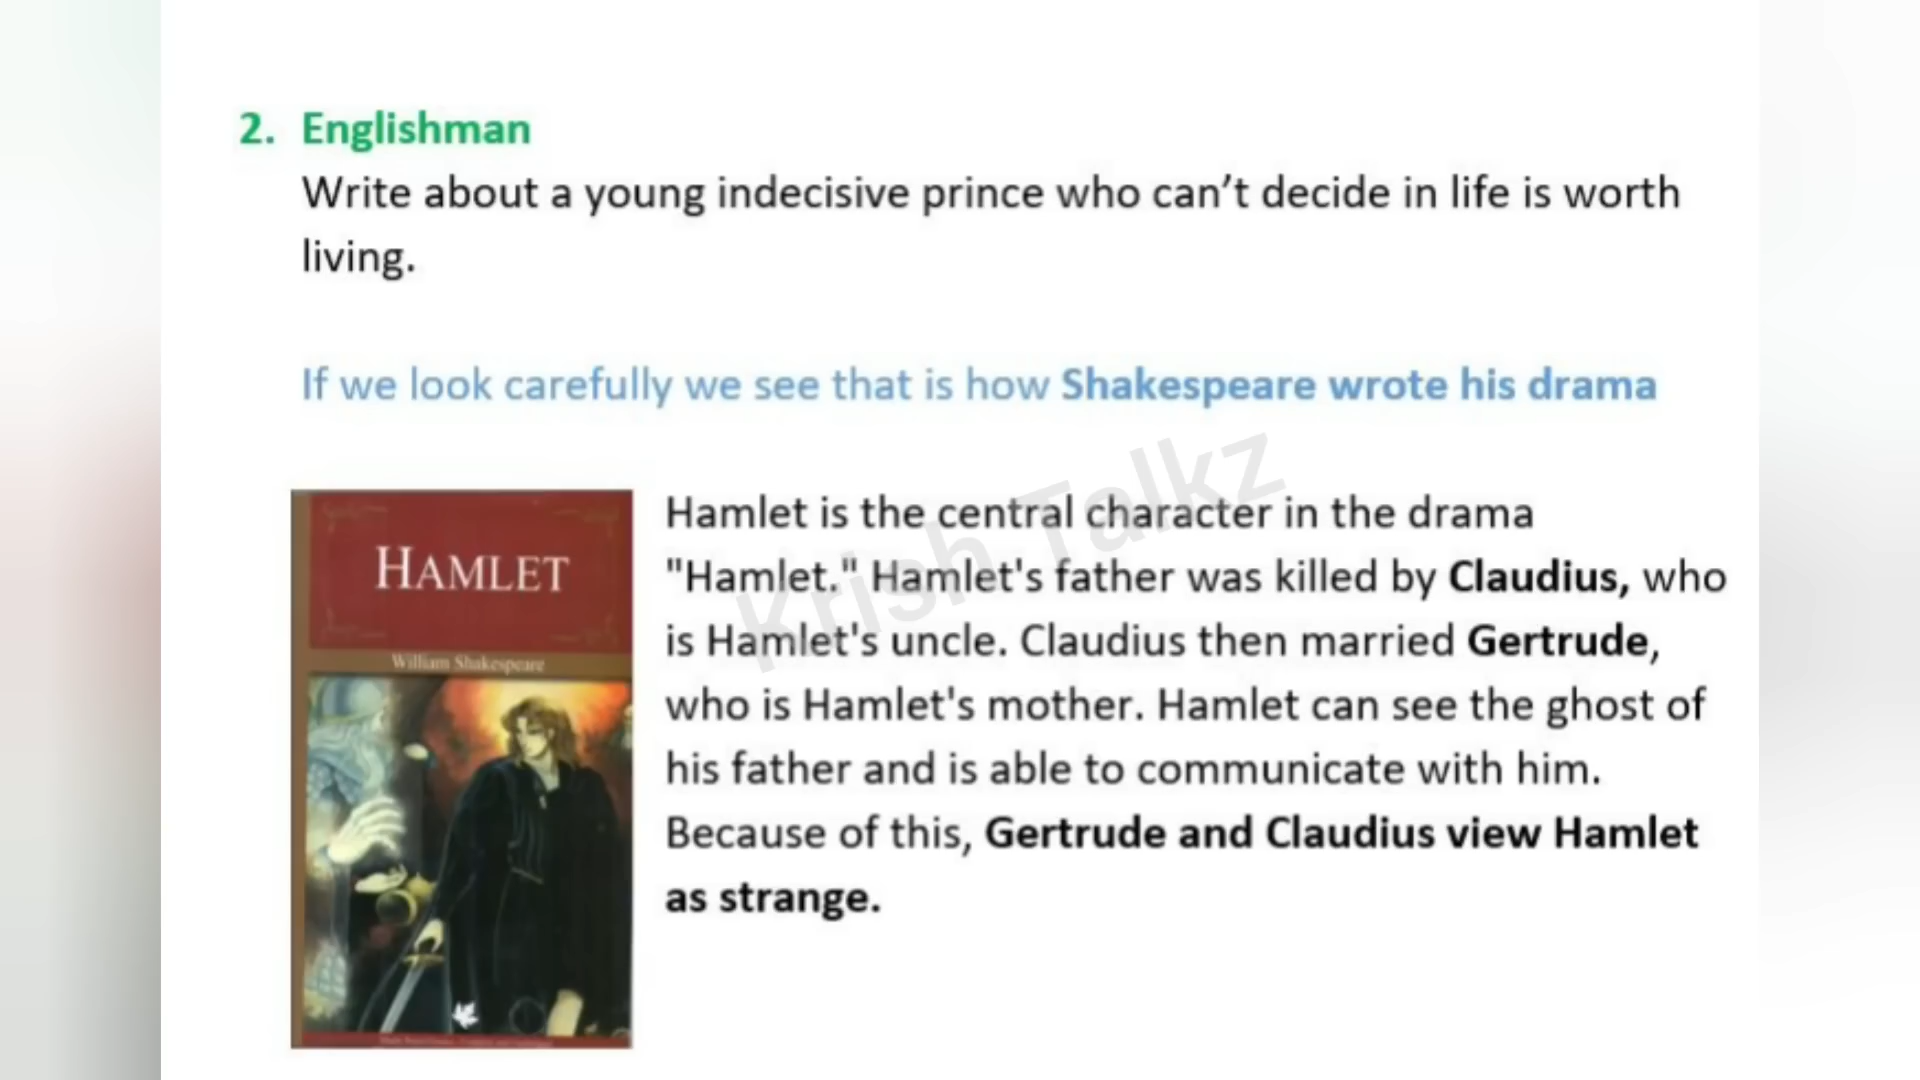 2. Englishman
Write about a young indecisive prince who can't decide in life is worth
living.
If we look carefully we see that is how Shakespeare wrote his drama
HAMLET
William Shakespeare
Hamlet is the central character in the drama
"Hamlet." Hamlet's father was killed by Claudius, who
is Hamlet's uncle. Claudius then married Gertrude,
who is Hamlet's mother. Hamlet can see the ghost of
his father and is able to communicate with him.
Because of this, Gertrude and Claudius view Hamlet
as strange.
Krish Talkz